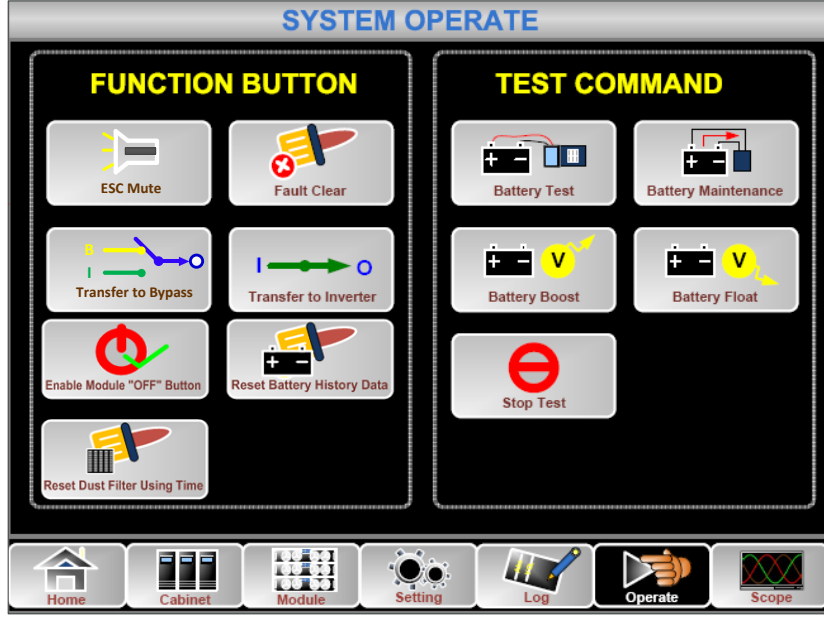 SYSTEM OPERATE
FUNCTION BUTTON
ESC Mute
Fault Clear
B
I
O
Transfer to Bypass
I
O
Transfer to Inverter
Enable Module "OFF" Button
Reset Battery History Data
Reset Dust Filter Using Time
TEST COMMAND
+ −
Battery Test
+ −
Battery Maintenance
+ − V
Battery Boost
+ − V
Battery Float
Stop Test
Home
Cabinet
Module
Setting
Log
Operate
Scope